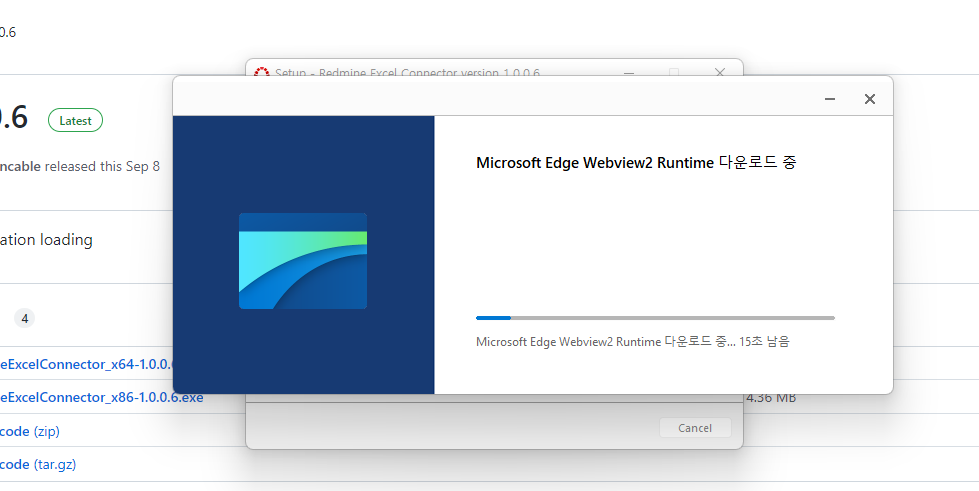 0.6
Setup - Redmine Excel Connector version 1.0.0.6
0.6
Latest
ncable released this Sep 8
Microsoft Edge Webview2 Runtime 다운로드 중
ation loading
4
Microsoft Edge Webview2 Runtime 다운로드 중... 15초 남음
eExcelConnector_x64-1.0.0.6
eExcelConnector_x86-1.0.0.6.exe
4.36 MB
code (zip)
Cancel
code (tar.gz)